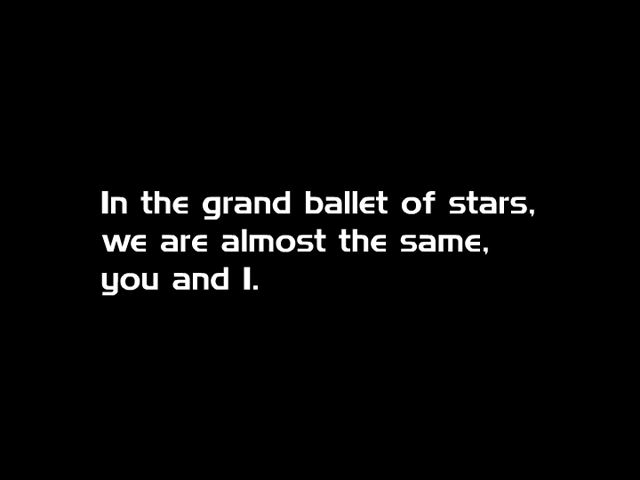 In the grand ballet of stars,
we are almost the same,
you and I.